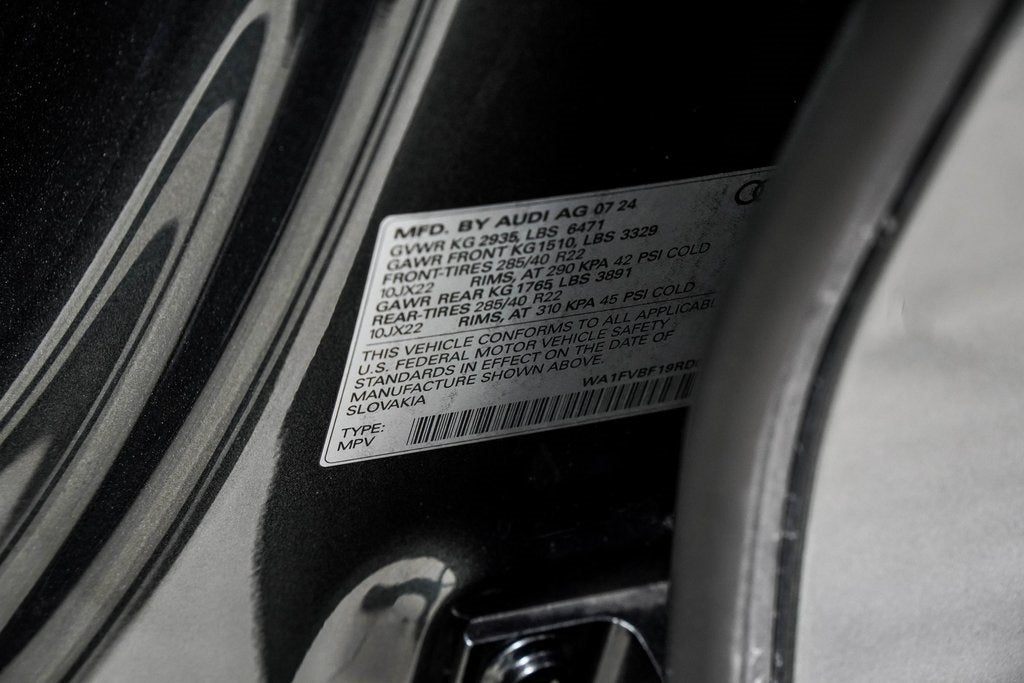 MFD. BY AUDI AG 07 24
GVWR KG 2935, LBS 6471
GAWR FRONT KG1510, LBS 3329
FRONT-TIRES 285/40 R22
10JX22 RIMS, AT 290 KPA 42 PSI COLD
GAWR REAR KG 1765, LBS 3891
REAR-TIRES 285/40 R22
10JX22 RIMS, AT 310 KPA 45 PSI COLD
THIS VEHICLE CONFORMS TO ALL
U.S. FEDERAL MOTOR VEHICLE SAFETY
STANDARDS IN EFFECT ON THE DATE OF
MANUFACTURE SHOWN ABOVE.
SLOVAKIA
TYPE:
MPV